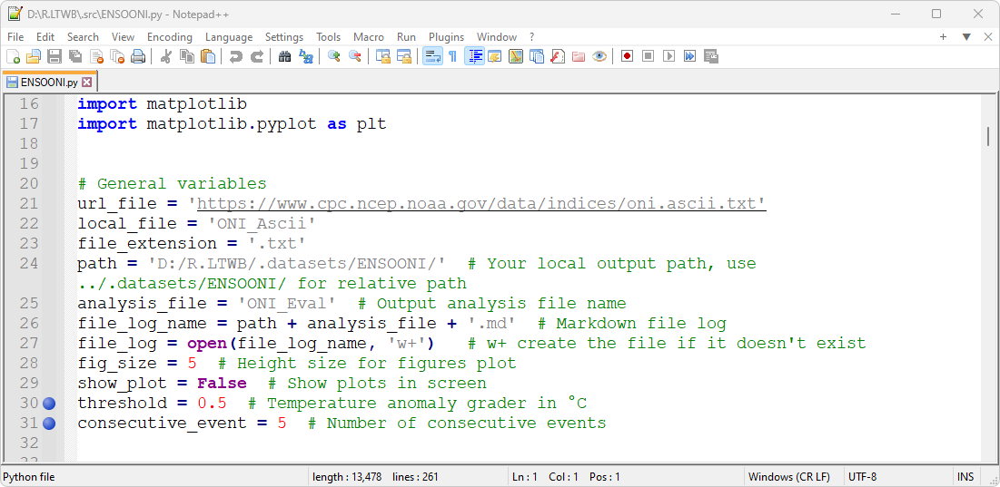 D:\R.LTWB\.src\ENSOONI.py - Notepad++
File Edit Search View Encoding Language Settings Tools Macro Run Plugins Window ?
ENSOONI.py
16 import matplotlib
17 import matplotlib.pyplot as plt
18
19
20 # General variables
21 url_file = 'https://www.cpc.ncep.noaa.gov/data/indices/oni.ascii.txt'
22 local_file = 'ONI_Ascii'
23 file_extension = '.txt'
24 path = 'D:/R.LTWB/.datasets/ENSOONI/'  # Your local output path, use
../.datasets/ENSOONI/ for relative path
25 analysis_file = 'ONI_Eval'  # Output analysis file name
26 file_log_name = path + analysis_file + '.md'  # Markdown file log
27 file_log = open(file_log_name, 'w+')   # w+ create the file if it doesn't exist
28 fig_size = 5  # Height size for figures plot
29 show_plot = False  # Show plots in screen
30 threshold = 0.5  # Temperature anomaly grader in °C
31 consecutive_event = 5  # Number of consecutive events
32
Python file length : 13,478 lines : 261 Ln : 1 Col : 1 Pos : 1 Windows (CR LF) UTF-8 INS